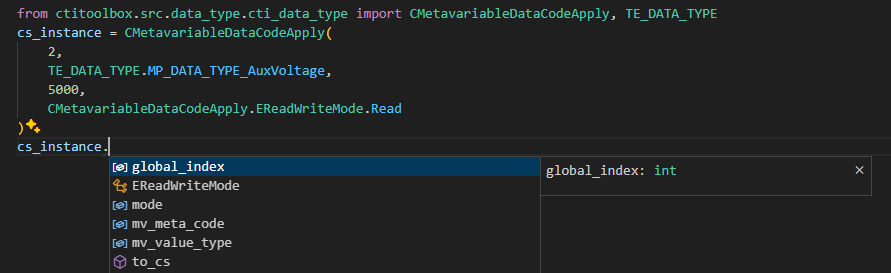 from ctitoolbox.src.data_type.cti_data_type import CMetavariableDataCodeApply, TE_DATA_TYPE
cs_instance = CMetavariableDataCodeApply(
    2,
    TE_DATA_TYPE.MP_DATA_TYPE_AuxVoltage,
    5000,
    CMetavariableDataCodeApply.EReadWriteMode.Read
)
cs_instance.
global_index
global_index: int
EReadWriteMode
mode
mv_meta_code
mv_value_type
to_cs